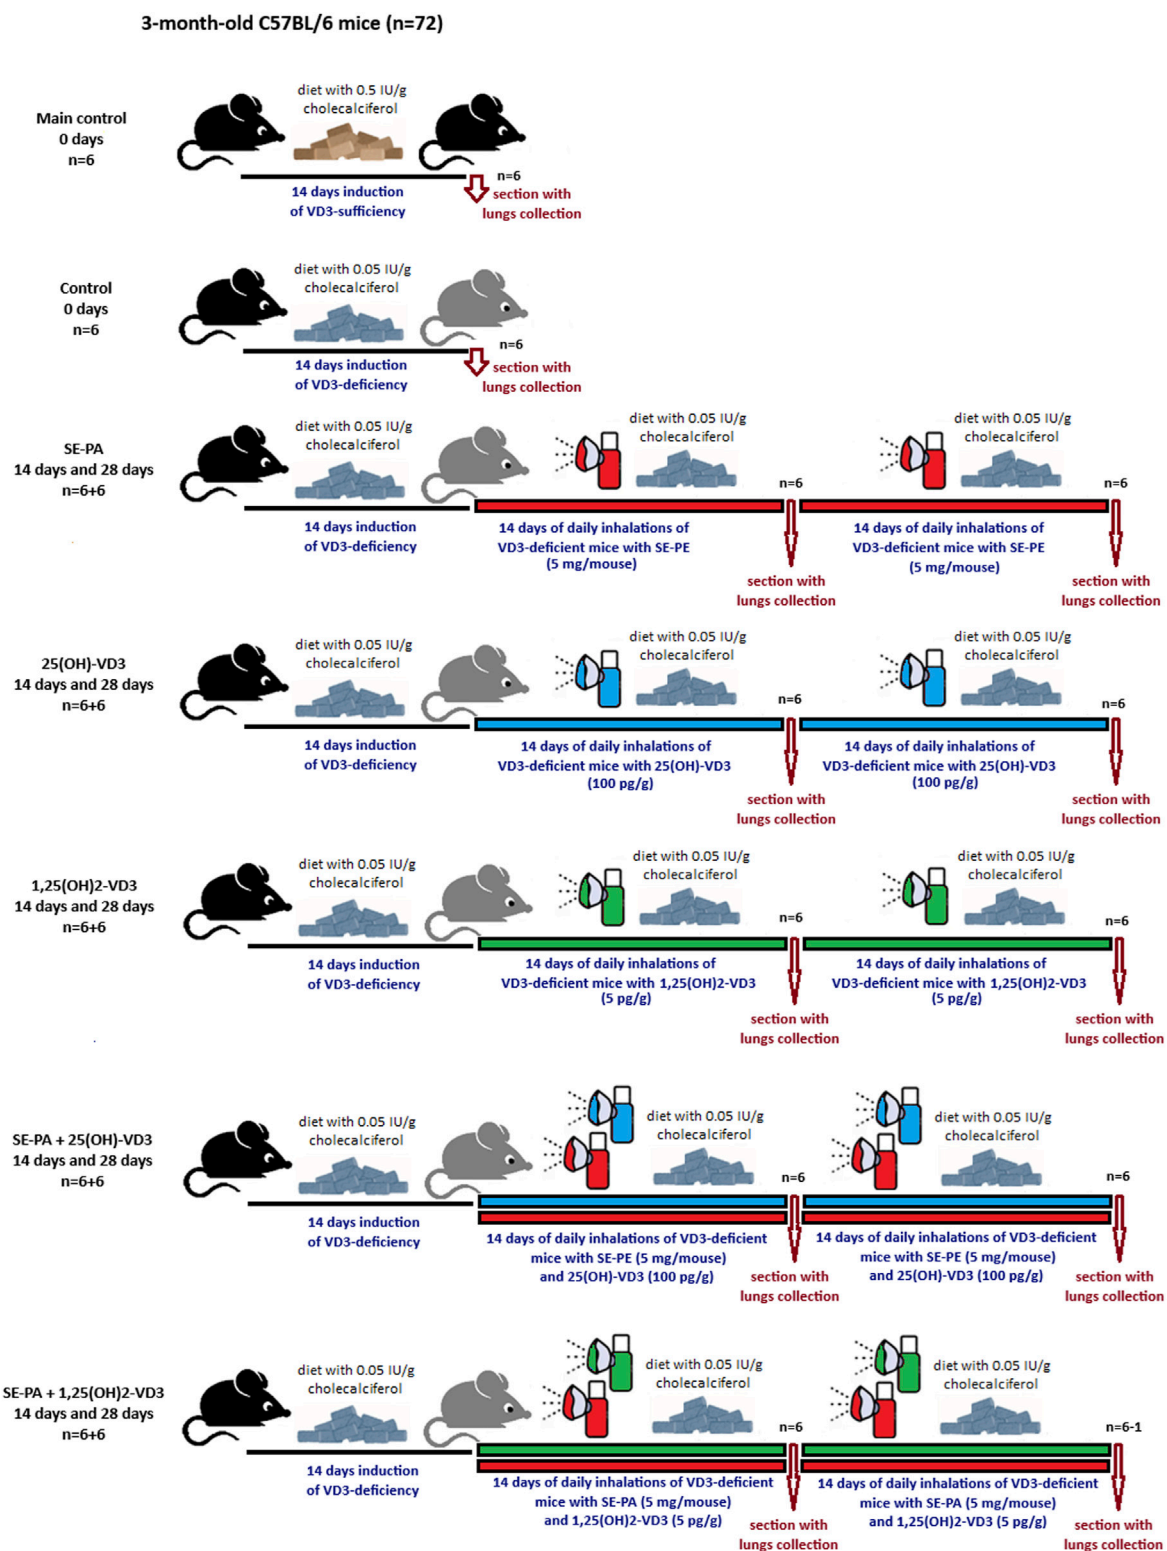 3-month-old C57BL/6 mice (n=72)
Main control
0 days
n=6
diet with 0.5 IU/g
cholecalciferol
14 days induction
of VD3-sufficiency
n=6
section with
lungs collection
Control
0 days
n=6
diet with 0.05 IU/g
cholecalciferol
14 days induction
of VD3-deficiency
n=6
section with
lungs collection
SE-PA
14 days and 28 days
n=6+6
diet with 0.05 IU/g
cholecalciferol
14 days induction
of VD3-deficiency
diet with 0.05 IU/g
cholecalciferol
n=6
14 days of daily inhalations of
VD3-deficient mice with SE-PE
(5 mg/mouse)
section with
lungs collection
diet with 0.05 IU/g
cholecalciferol
n=6
14 days of daily inhalations of
VD3-deficient mice with SE-PE
(5 mg/mouse)
section with
lungs collection
25(OH)-VD3
14 days and 28 days
n=6+6
diet with 0.05 IU/g
cholecalciferol
14 days induction
of VD3-deficiency
diet with 0.05 IU/g
cholecalciferol
n=6
14 days of daily inhalations of
VD3-deficient mice with 25(OH)-VD3
(100 pg/g)
section with
lungs collection
diet with 0.05 IU/g
cholecalciferol
n=6
14 days of daily inhalations of
VD3-deficient mice with 25(OH)-VD3
(100 pg/g)
section with
lungs collection
1,25(OH)2-VD3
14 days and 28 days
n=6+6
diet with 0.05 IU/g
cholecalciferol
14 days induction
of VD3-deficiency
diet with 0.05 IU/g
cholecalciferol
n=6
14 days of daily inhalations of
VD3-deficient mice with 1,25(OH)2-VD3
(5 pg/g)
section with
lungs collection
diet with 0.05 IU/g
cholecalciferol
n=6
14 days of daily inhalations of
VD3-deficient mice with 1,25(OH)2-VD3
(5 pg/g)
section with
lungs collection
SE-PA + 25(OH)-VD3
14 days and 28 days
n=6+6
diet with 0.05 IU/g
cholecalciferol
14 days induction
of VD3-deficiency
diet with 0.05 IU/g
cholecalciferol
n=6
14 days of daily inhalations of VD3-deficient
mice with SE-PE (5 mg/mouse)
and 25(OH)-VD3 (100 pg/g)
section with
lungs collection
diet with 0.05 IU/g
cholecalciferol
n=6
14 days of daily inhalations of VD3-deficient
mice with SE-PE (5 mg/mouse)
and 25(OH)-VD3 (100 pg/g)
section with
lungs collection
SE-PA + 1,25(OH)2-VD3
14 days and 28 days
n=6+6
diet with 0.05 IU/g
cholecalciferol
14 days induction
of VD3-deficiency
diet with 0.05 IU/g
cholecalciferol
n=6
14 days of daily inhalations of VD3-deficient
mice with SE-PA (5 mg/mouse)
and 1,25(OH)2-VD3 (5 pg/g)
section with
lungs collection
diet with 0.05 IU/g
cholecalciferol
n=6-1
14 days of daily inhalations of VD3-deficient
mice with SE-PA (5 mg/mouse)
and 1,25(OH)2-VD3 (5 pg/g)
section with
lungs collection